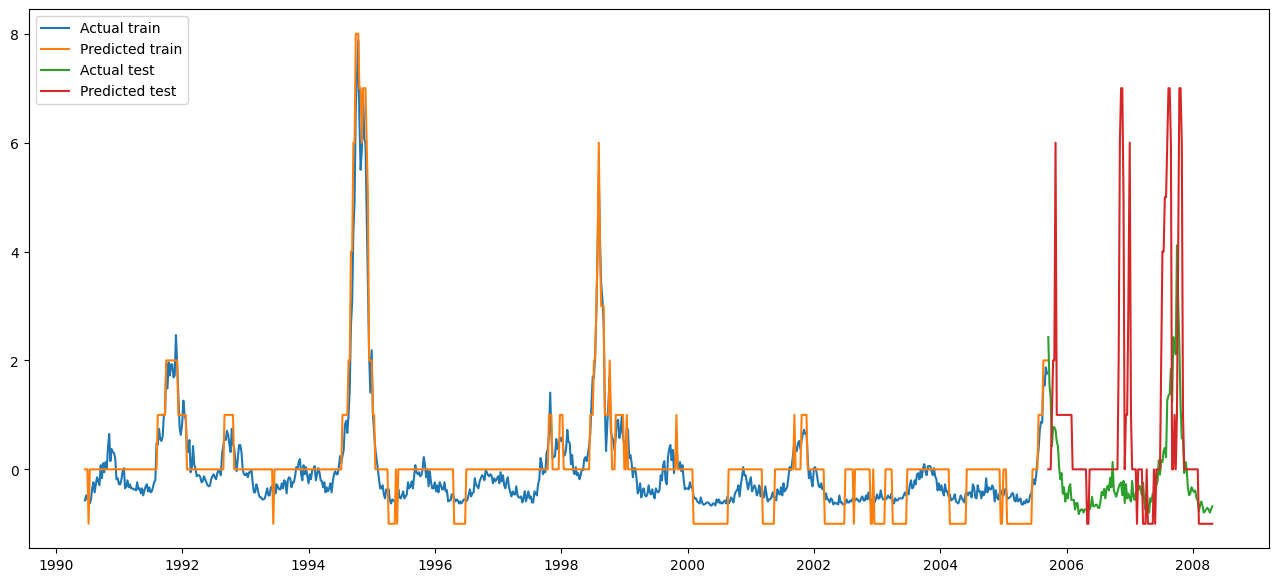 Actual train
Predicted train
Actual test
Predicted test
8
6
4
2
0
1990 1992 1994 1996 1998 2000 2002 2004 2006 2008